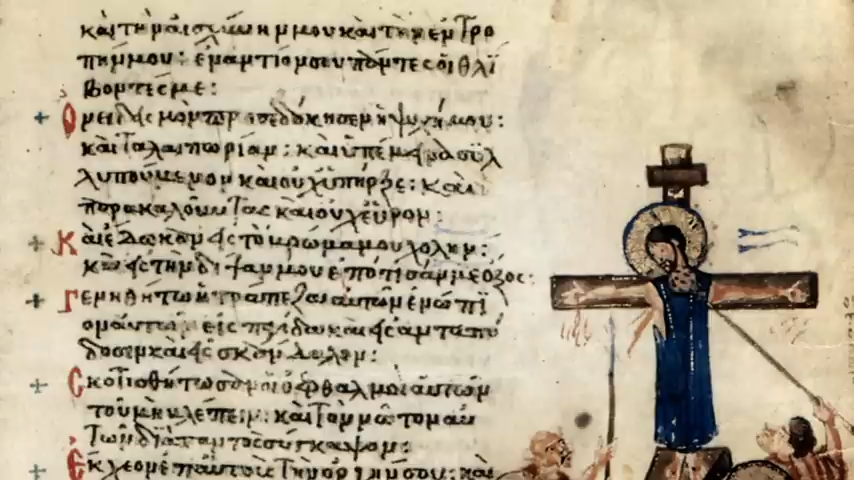 καὶ τὴν αἰσχύνην μου καὶ τὴν ἐντρο
πήν μου: ἐναντίον σου πάντες οἱ θλί
βοντές με:
Ὀνειδισμὸν προσεδόκησεν ἡ ψυχή μου:
καὶ ταλαιπωρίαν: καὶ ὑπέμεινα συλ
λυπούμενον καὶ οὐχ ὑπῆρξε: καὶ
παρακαλοῦντας καὶ οὐχ εὗρον:
Καὶ ἔδωκαν εἰς τὸ βρῶμα μου χολὴν:
καὶ εἰς τὴν δίψαν μου ἐπότισάν με ὄξος:
Γενηθήτω ἡ τράπεζα αὐτῶν ἐνώπι
ον αὐτῶν εἰς παγίδα καὶ εἰς ἀνταπό
δοσιν καὶ εἰς σκάνδαλον:
Σκοτισθήτωσαν οἱ ὀφθαλμοὶ αὐτῶν
τοῦ μὴ βλέπειν: καὶ τὸν νῶτον αὐ
τῶν διὰ παντὸς σύγκαψον:
Ἔκχεον ἐπ αὐτοὺς τὴν ὀργήν σου: καὶ